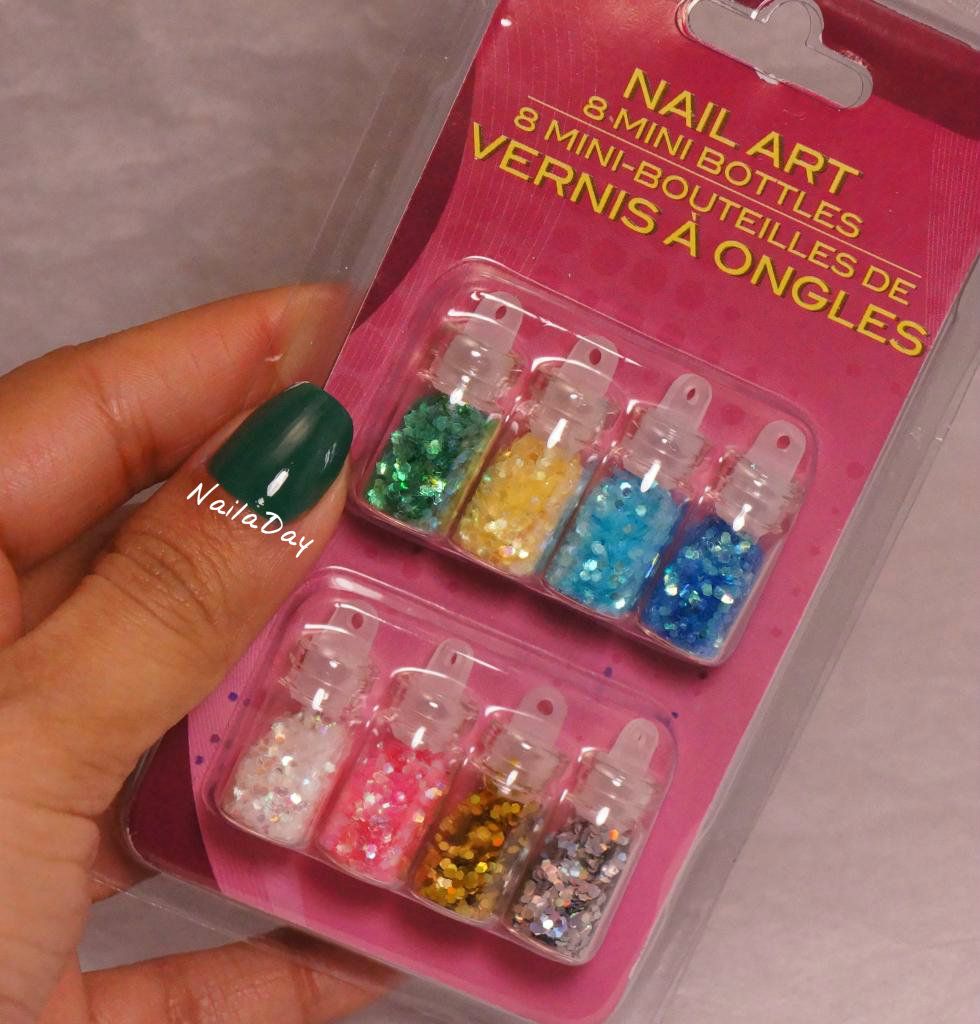 NAIL ART
8 MINI BOTTLES
8 MINI-BOUTEILLES DE
VERNIS À ONGLES
NailaDay